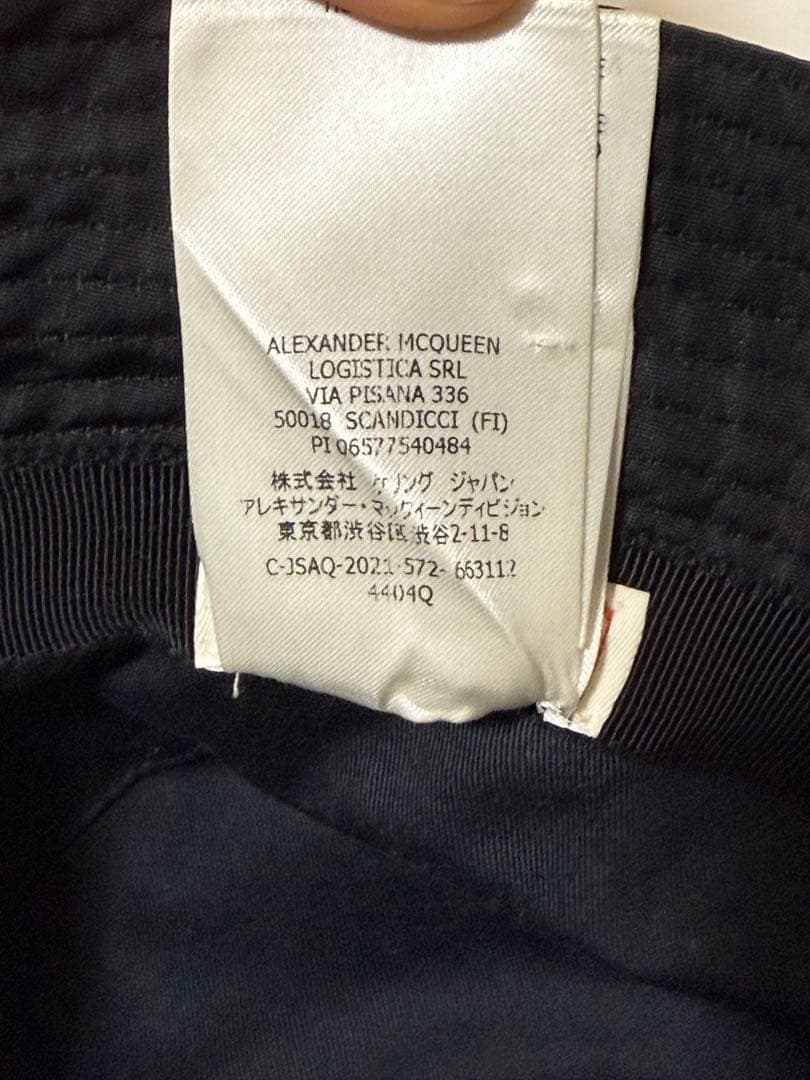 ALEXANDER MCQUEEN
LOGISTICA SRL
VIA PISANA 336
50018 SCANDICCI (FI)
PI 06577540484
株式会社 ケリング ジャパン
アレキサンダー・マックィーンディビジョン
東京都渋谷区渋谷2-11-8
C-JSAQ-2021-572- 663112
4404Q